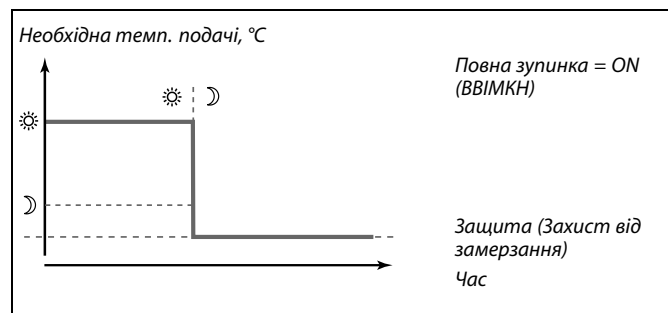 Необхідна темп. подачі, °C
Повна зупинка = ON
(ВВІМКН)
Защита (Захист від
замерзання)
Час